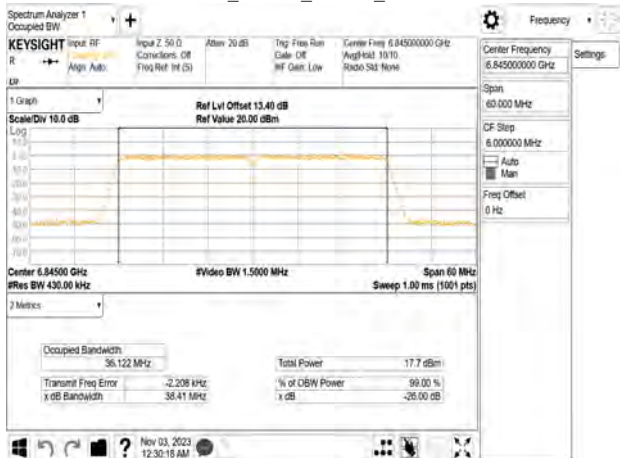 Spectrum Analyzer 1
Occupied BW
+
Frequency
KEYSIGHT
R
Input: RF
Align: Auto
Input Z: 50 Ω
Corrections: Off
Freq Ref: Int (S)
Atten: 20 dB
Trig: Free Run
Gate: Off
#IF Gain: Low
Center Freq: 6.845000000 GHz
Avg|Hold: 10/10
Radio Std: None
Center Frequency
6.845000000 GHz
Settings
Span
60.000 MHz
CF Step
6.000000 MHz
Auto
Man
Freq Offset
0 Hz
1 Graph
Scale/Div 10.0 dB
Ref Lvl Offset 13.40 dB
Ref Value 20.00 dBm
Log
Center 6.84500 GHz
#Res BW 430.00 kHz
#Video BW 1.5000 MHz
Span 60 MHz
Sweep 1.00 ms (1001 pts)
2 Metrics
Occupied Bandwidth
36.122 MHz
Total Power 17.7 dBm
Transmit Freq Error -2.208 kHz
% of OBW Power 99.00 %
x dB Bandwidth 38.41 MHz
x dB -26.00 dB
?
Nov 03, 2023
12:30:18 AM